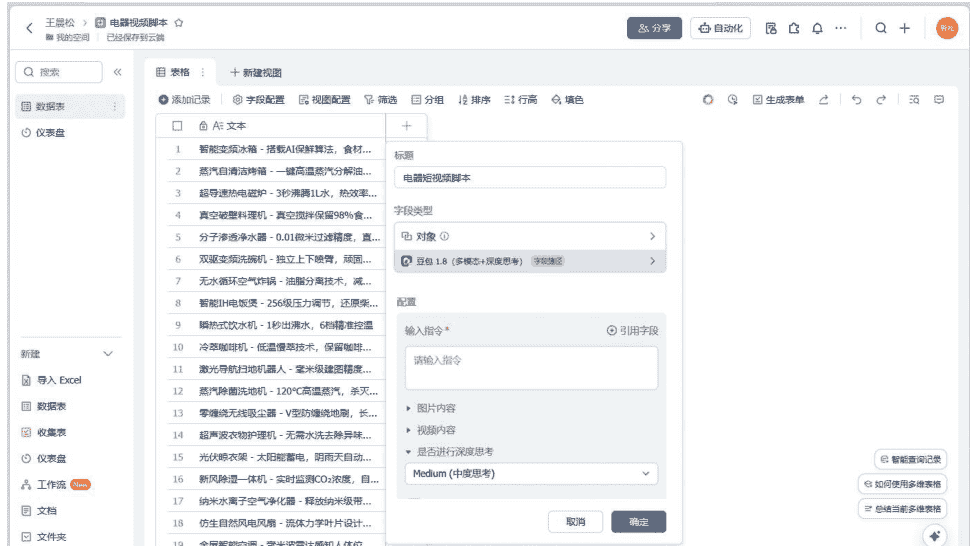 王晨松 > 电器视频脚本
我的空间 已经保存到云端
分享
自动化
搜索
数据表
仪表盘
表格
新建视图
添加记录
字段配置
视图配置
筛选
分组
排序
行高
填色
生成表单
文本
1 智能变频冰箱 - 搭载AI保鲜算法，食材...
2 蒸汽自清洁烤箱 - 一键高温蒸汽分解油...
3 超导速热电磁炉 - 3秒沸腾1L水，热效率...
4 真空破壁料理机 - 真空搅拌保留98%食...
5 分子渗透净水器 - 0.01微米过滤精度，直...
6 双驱变频洗碗机 - 独立上下喷臂，顽固...
7 无水循环空气炸锅 - 油脂分离技术，减...
8 智能IH电饭煲 - 256级压力调节，还原柴...
9 瞬热式饮水机 - 1秒出沸水，6档精准控温
10 冷萃咖啡机 - 低温慢萃技术，保留咖啡...
11 激光导航扫地机器人 - 毫米级建图精度...
12 蒸汽除菌洗地机 - 120℃高温蒸汽，杀灭...
13 零缠绕无线吸尘器 - V型防缠绕地刷，长...
14 超声波衣物护理机 - 无需水洗去除异味...
15 光伏晾衣架 - 太阳能蓄电，阴雨天自动...
16 新风除湿一体机 - 实时监测CO₂浓度，自...
17 纳米水离子空气净化器 - 释放纳米级带...
18 仿生自然风电风扇 - 流体力学叶片设计...
19
标题
电器短视频脚本
字段类型
对象
豆包 1.8（多模态+深度思考） 字段捷径
配置
输入指令*
引用字段
请输入指令
图片内容
视频内容
是否进行深度思考
Medium (中度思考)
取消
确定
新建
导入 Excel
数据表
收集表
仪表盘
工作流 New
文档
文件夹
智能查询记录
如何使用多维表格
总结当前多维表格